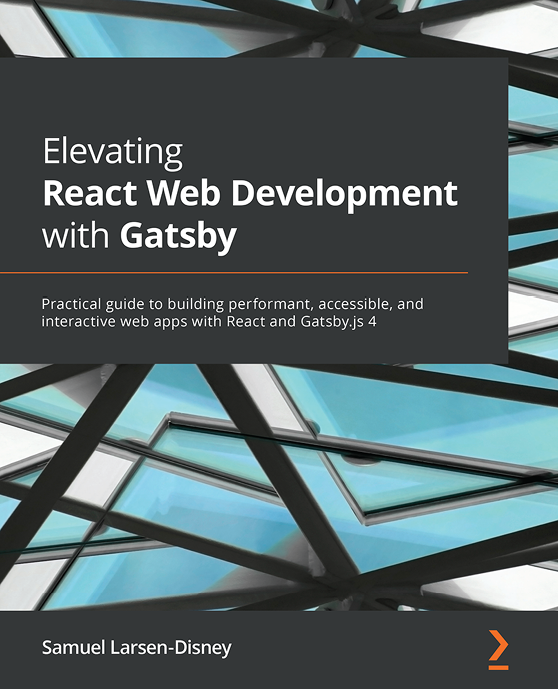 Elevating
React Web Development
with Gatsby
Practical guide to building performant, accessible, and
interactive web apps with React and Gatsby.js 4
Samuel Larsen-Disney